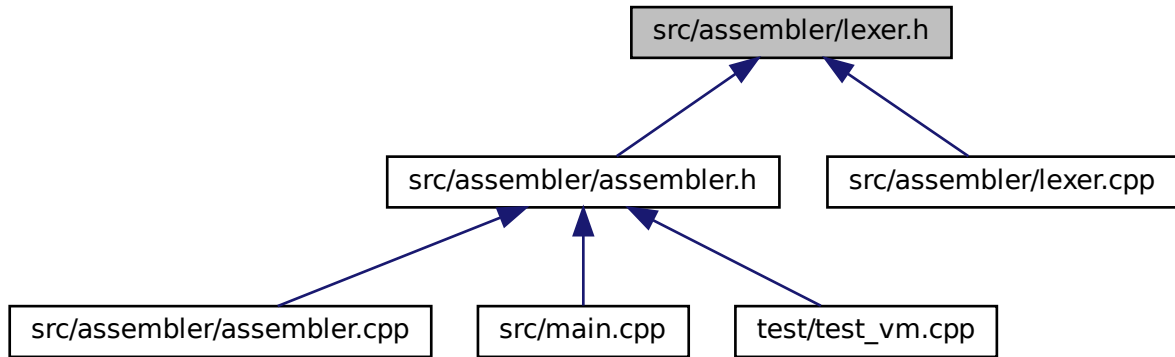 src/assembler/lexer.h
src/assembler/assembler.h
src/assembler/lexer.cpp
src/assembler/assembler.cpp
src/main.cpp
test/test_vm.cpp